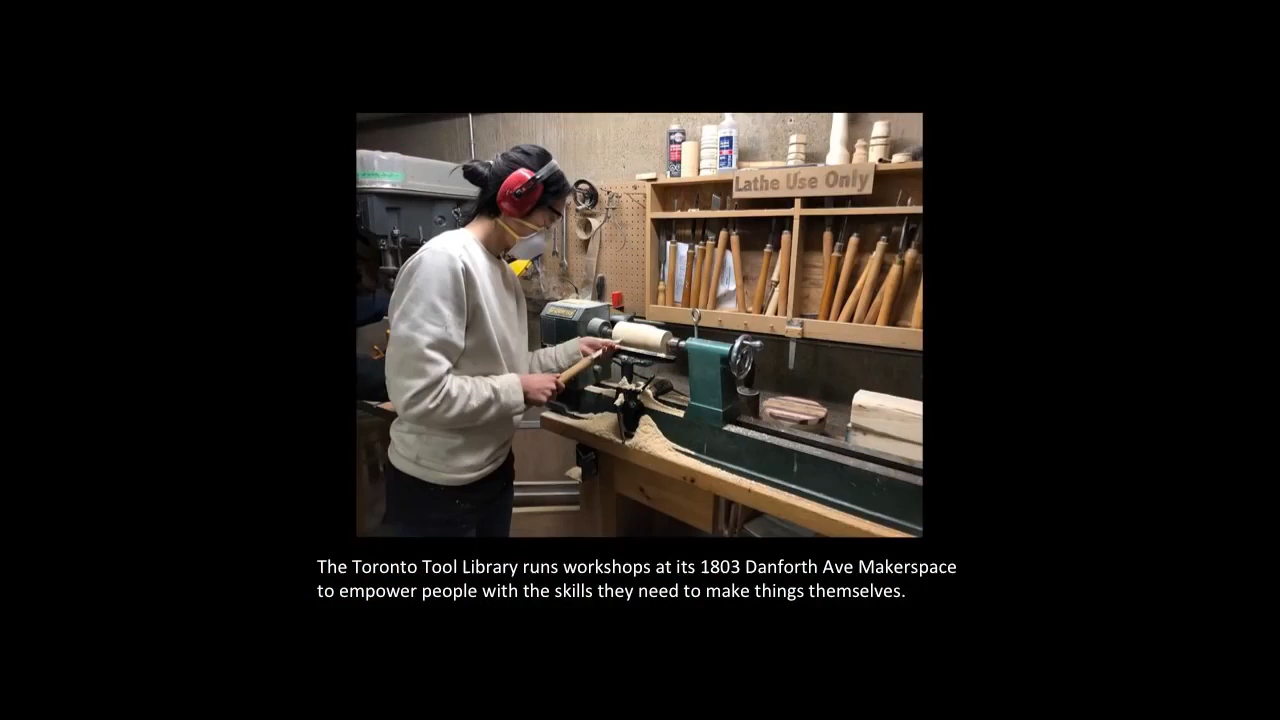 Lathe Use Only
The Toronto Tool Library runs workshops at its 1803 Danforth Ave Makerspace
to empower people with the skills they need to make things themselves.